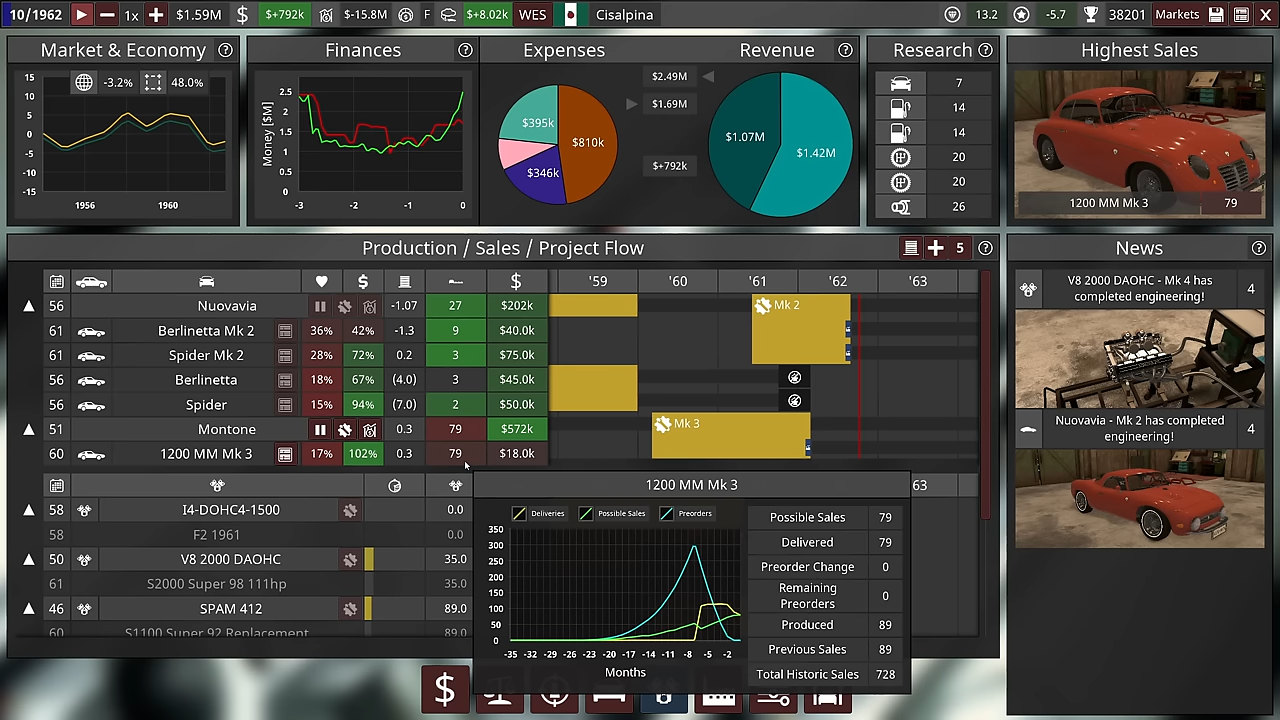 10/1962
1x
$1.59M
$+792k
$-15.8M
F
$+8.02k
WES
Cisalpina
13.2
-5.7
38201
Markets
Market & Economy
-3.2%
48.0%
15
10
5
0
-5
-10
-15
1956
1960
Finances
Money [$M]
2.5
2
1.5
1
0.5
0
-3
-2
-1
0
Expenses
$395k
$810k
$346k
$2.49M
$1.69M
$+792k
Revenue
$1.07M
$1.42M
Research
7
14
14
20
20
26
Highest Sales
1200 MM Mk 3
79
Production / Sales / Project Flow
5
$
$
'59
'60
'61
'62
'63
56
Nuovavia
-1.07
27
$202k
Mk 2
61
Berlinetta Mk 2
36%
42%
-1.3
9
$40.0k
61
Spider Mk 2
28%
72%
0.2
3
$75.0k
56
Berlinetta
18%
67%
(4.0)
3
$45.0k
56
Spider
15%
94%
(7.0)
2
$50.0k
51
Montone
0.3
79
$572k
Mk 3
60
1200 MM Mk 3
17%
102%
0.3
79
$18.0k
63
58
I4-DOHC4-1500
0.0
58
F2 1961
0.0
50
V8 2000 DAOHC
35.0
61
S2000 Super 98 111hp
35.0
46
SPAM 412
89.0
60
S1100 Super 92 Replacement
89.0
1200 MM Mk 3
Deliveries
Possible Sales
Preorders
350
300
250
200
150
100
50
0
-35
-32
-29
-26
-23
-20
-17
-14
-11
-8
-5
-2
Months
Possible Sales
79
Delivered
79
Preorder Change
0
Remaining
Preorders
0
Produced
89
Previous Sales
89
Total Historic Sales
728
News
V8 2000 DAOHC - Mk 4 has
completed engineering!
4
Nuovavia - Mk 2 has completed
engineering!
4
$